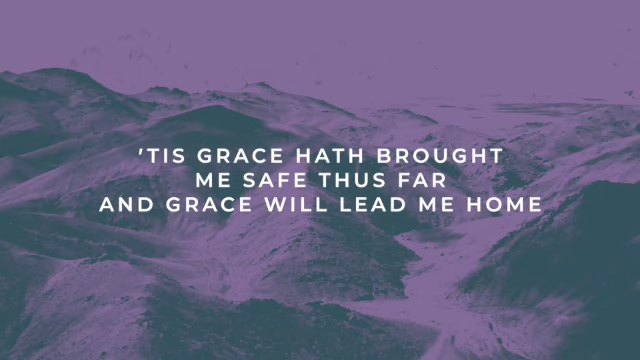 'TIS GRACE HATH BROUGHT
ME SAFE THUS FAR
AND GRACE WILL LEAD ME HOME